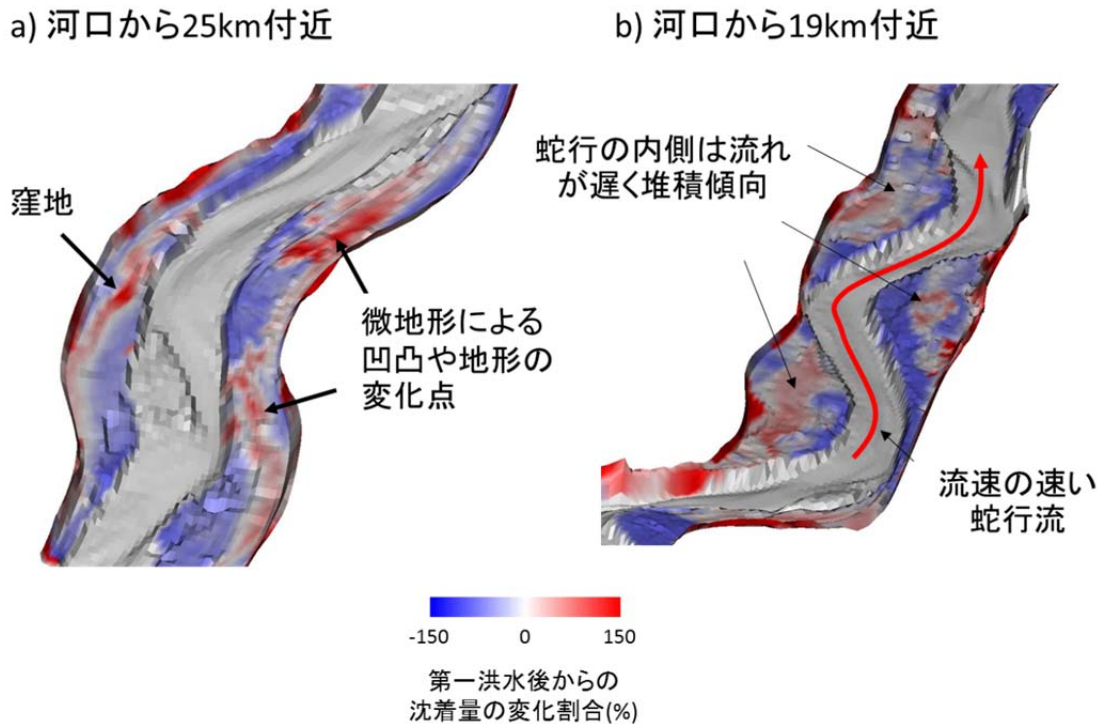 a) 河口から25km付近
b) 河口から19km付近
窪地
微地形による
凹凸や地形の
変化点
蛇行の内側は流れ
が遅く堆積傾向
流速の速い
蛇行流
-150 0 150
第一洪水後からの
沈着量の変化割合(%)